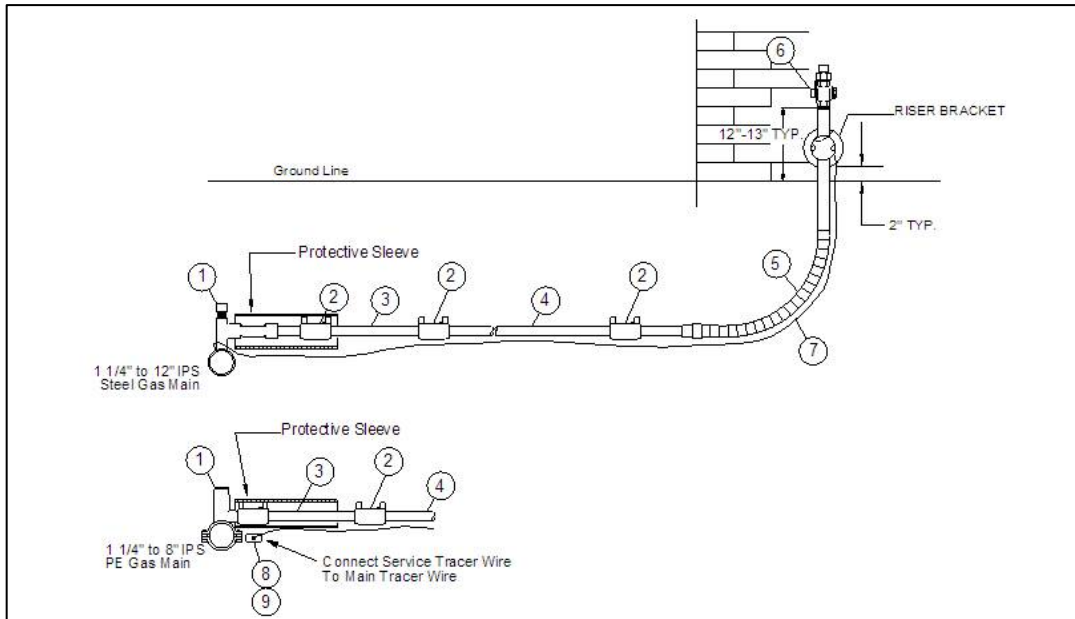 6
RISER BRACKET
12"-13" TYP.
Ground Line
2" TYP.
Protective Sleeve
1
2
3
2
4
2
5
7
1 1/4" to 12" IPS
Steel Gas Main
Protective Sleeve
1
3
2
4
1 1/4" to 8" IPS
PE Gas Main
Connect Service Tracer Wire
To Main Tracer Wire
8
9